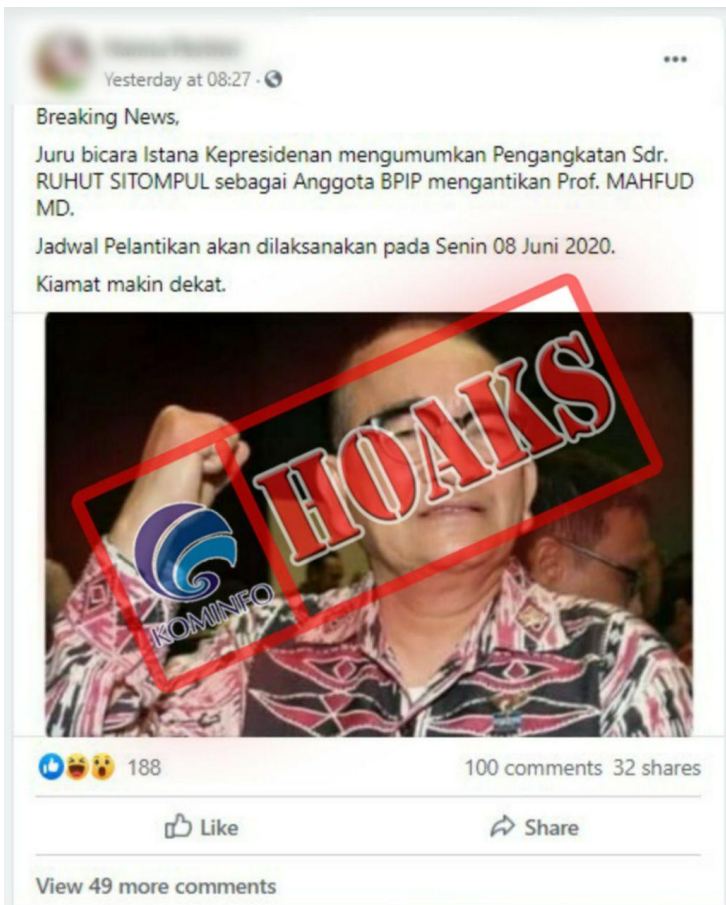 Yesterday at 08:27
Breaking News,
Juru bicara Istana Kepresidenan mengumumkan Pengangkatan Sdr.
RUHUT SITOMPUL sebagai Anggota BPIP mengantikan Prof. MAHFUD
MD.
Jadwal Pelantikan akan dilaksanakan pada Senin 08 Juni 2020.
Kiamat makin dekat.
HOAKS
KOMINFO
188
100 comments 32 shares
Like
Share
View 49 more comments